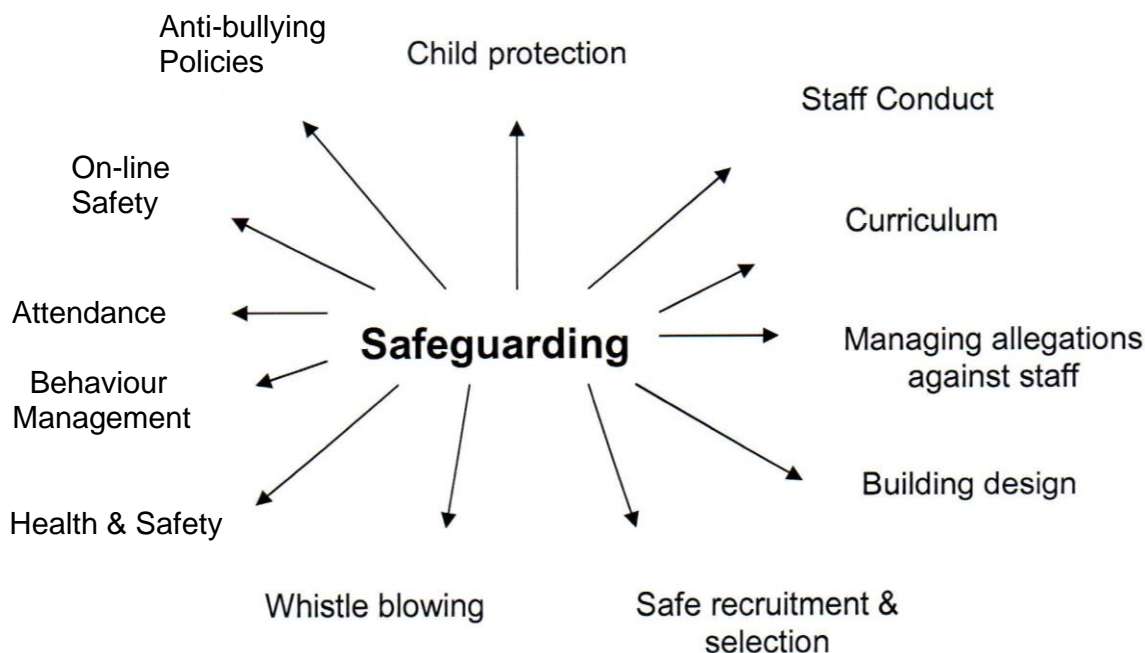 Anti-bullying
Policies
Child protection
Staff Conduct
On-line
Safety
Curriculum
Attendance
Safeguarding
Managing allegations
against staff
Behaviour
Management
Building design
Health & Safety
Whistle blowing
Safe recruitment &
selection